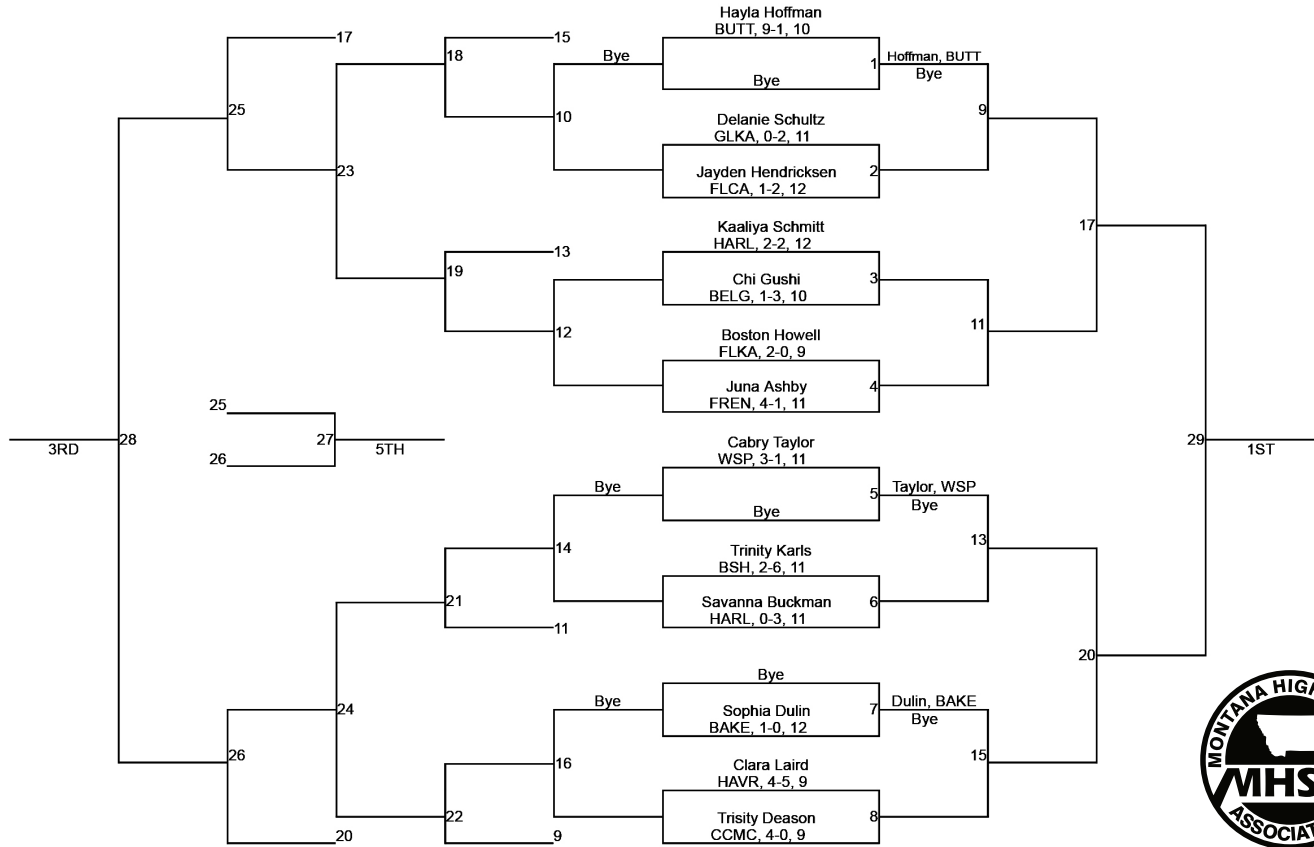 Hayla Hoffman
BUTT, 9-1, 10
17
15
18
Bye
1
Hoffman, BUTT
Bye
Bye
25
10
9
Delanie Schultz
GLKA, 0-2, 11
23
Jayden Hendricksen
2
FLCA, 1-2, 12
Kaaliya Schmitt
HARL, 2-2, 12
17
13
19
Chi Gushi
3
BELG, 1-3, 10
12
11
Boston Howell
FLKA, 2-0, 9
Juna Ashby
4
FREN, 4-1, 11
25
28
3RD
27
5TH
26
Cabry Taylor
WSP, 3-1, 11
29
1ST
Bye
5
Taylor, WSP
Bye
Bye
14
13
Trinity Karls
BSH, 2-6, 11
21
Savanna Buckman
6
HARL, 0-3, 11
11
20
Bye
24
Bye
Sophia Dulin
7
BAKE, 1-0, 12
Dulin, BAKE
Bye
26
16
15
Clara Laird
HAVR, 4-5, 9
22
Trisity Deason
8
CCMC, 4-0, 9
20
9
MONTANA HIG
MHS
ASSOCIAT